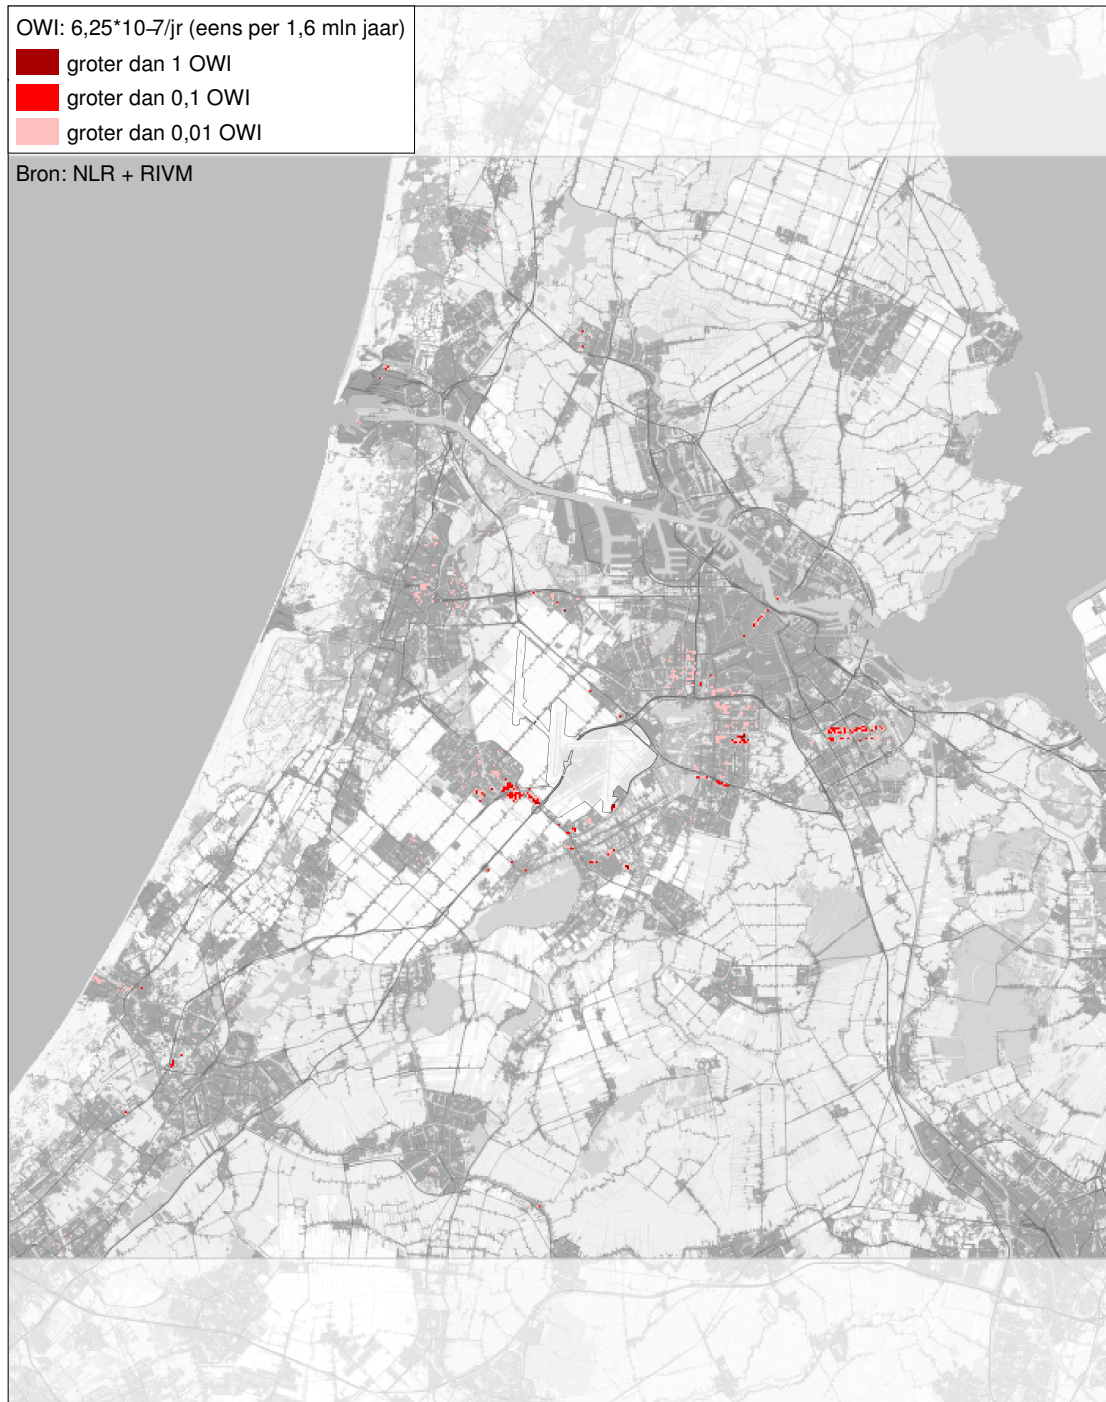 OWI: 6,25*10–7/jr (eens per 1,6 mln jaar)
groter dan 1 OWI
groter dan 0,1 OWI
groter dan 0,01 OWI
Bron: NLR + RIVM